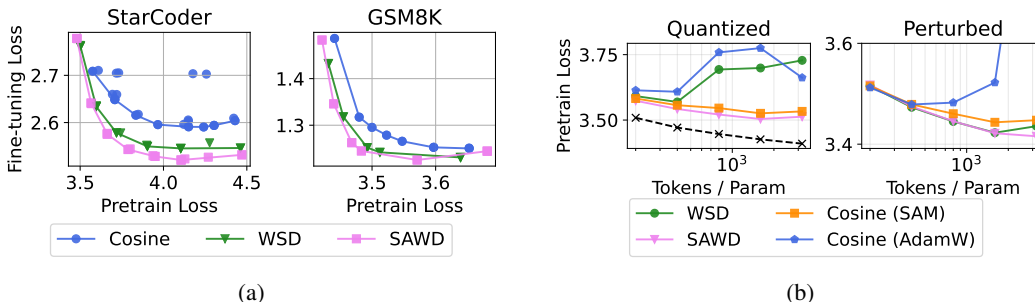 StarCoder
GSM8K
Fine-tuning Loss
2.7
2.6
3.5 4.0 4.5
Pretrain Loss
1.4
1.3
3.5 3.6
Pretrain Loss
Cosine WSD SAWD
(a)
Quantized
Perturbed
Pretrain Loss
3.75
3.50
10³
Tokens / Param
3.6
3.4
10³
Tokens / Param
WSD Cosine (SAM)
SAWD Cosine (AdamW)
(b)